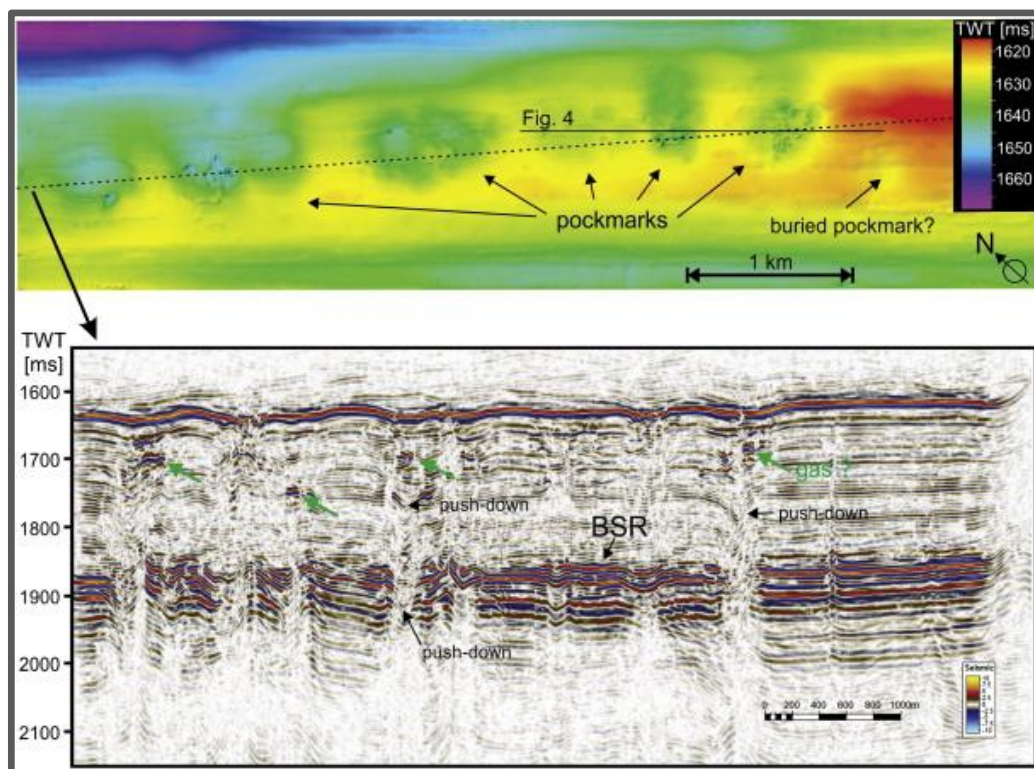 TWT [ms]
1620
1630
1640
1650
1660
Fig. 4
pockmarks
buried pockmark?
N
1 km
TWT
[ms]
1600
1700
1800
1900
2000
2100
gas ?
push-down
push-down
BSR
push-down
Seismic
0 200 400 600 800 1000m